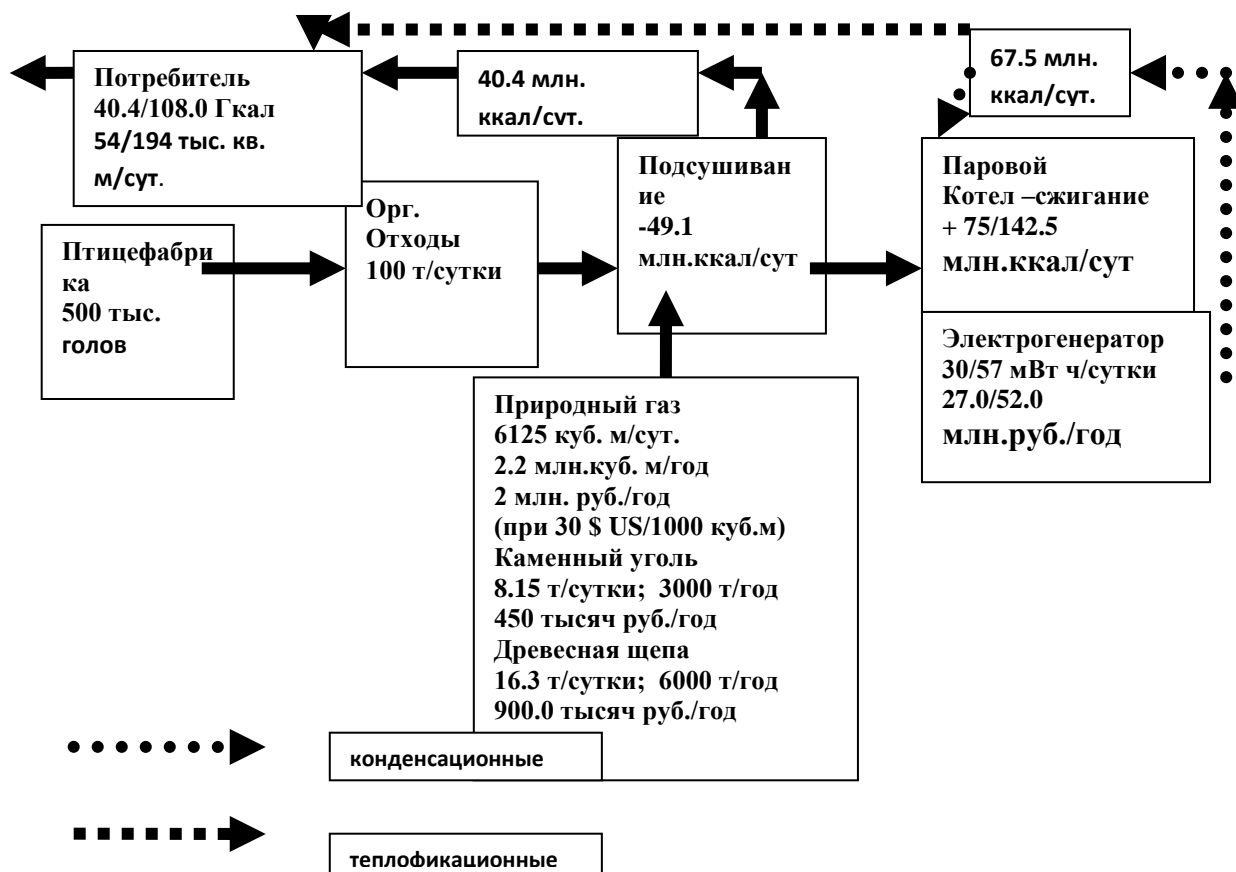 67.5 млн.
ккал/сут.
Потребитель
40.4/108.0 Гкал
54/194 тыс. кв.
м/сут.
40.4 млн.
ккал/сут.
Подсушиван
ие
-49.1
млн.ккал/сут
Паровой
Котел –сжигание
+ 75/142.5
млн.ккал/сут
Птицефабри
ка
500 тыс.
голов
Орг.
Отходы
100 т/сутки
Электрогенератор
30/57 мВт ч/сутки
27.0/52.0
млн.руб./год
Природный газ
6125 куб. м/сут.
2.2 млн.куб. м/год
2 млн. руб./год
(при 30 $ US/1000 куб.м)
Каменный уголь
8.15 т/сутки; 3000 т/год
450 тысяч руб./год
Древесная щепа
16.3 т/сутки; 6000 т/год
900.0 тысяч руб./год
конденсационные
теплофикационные